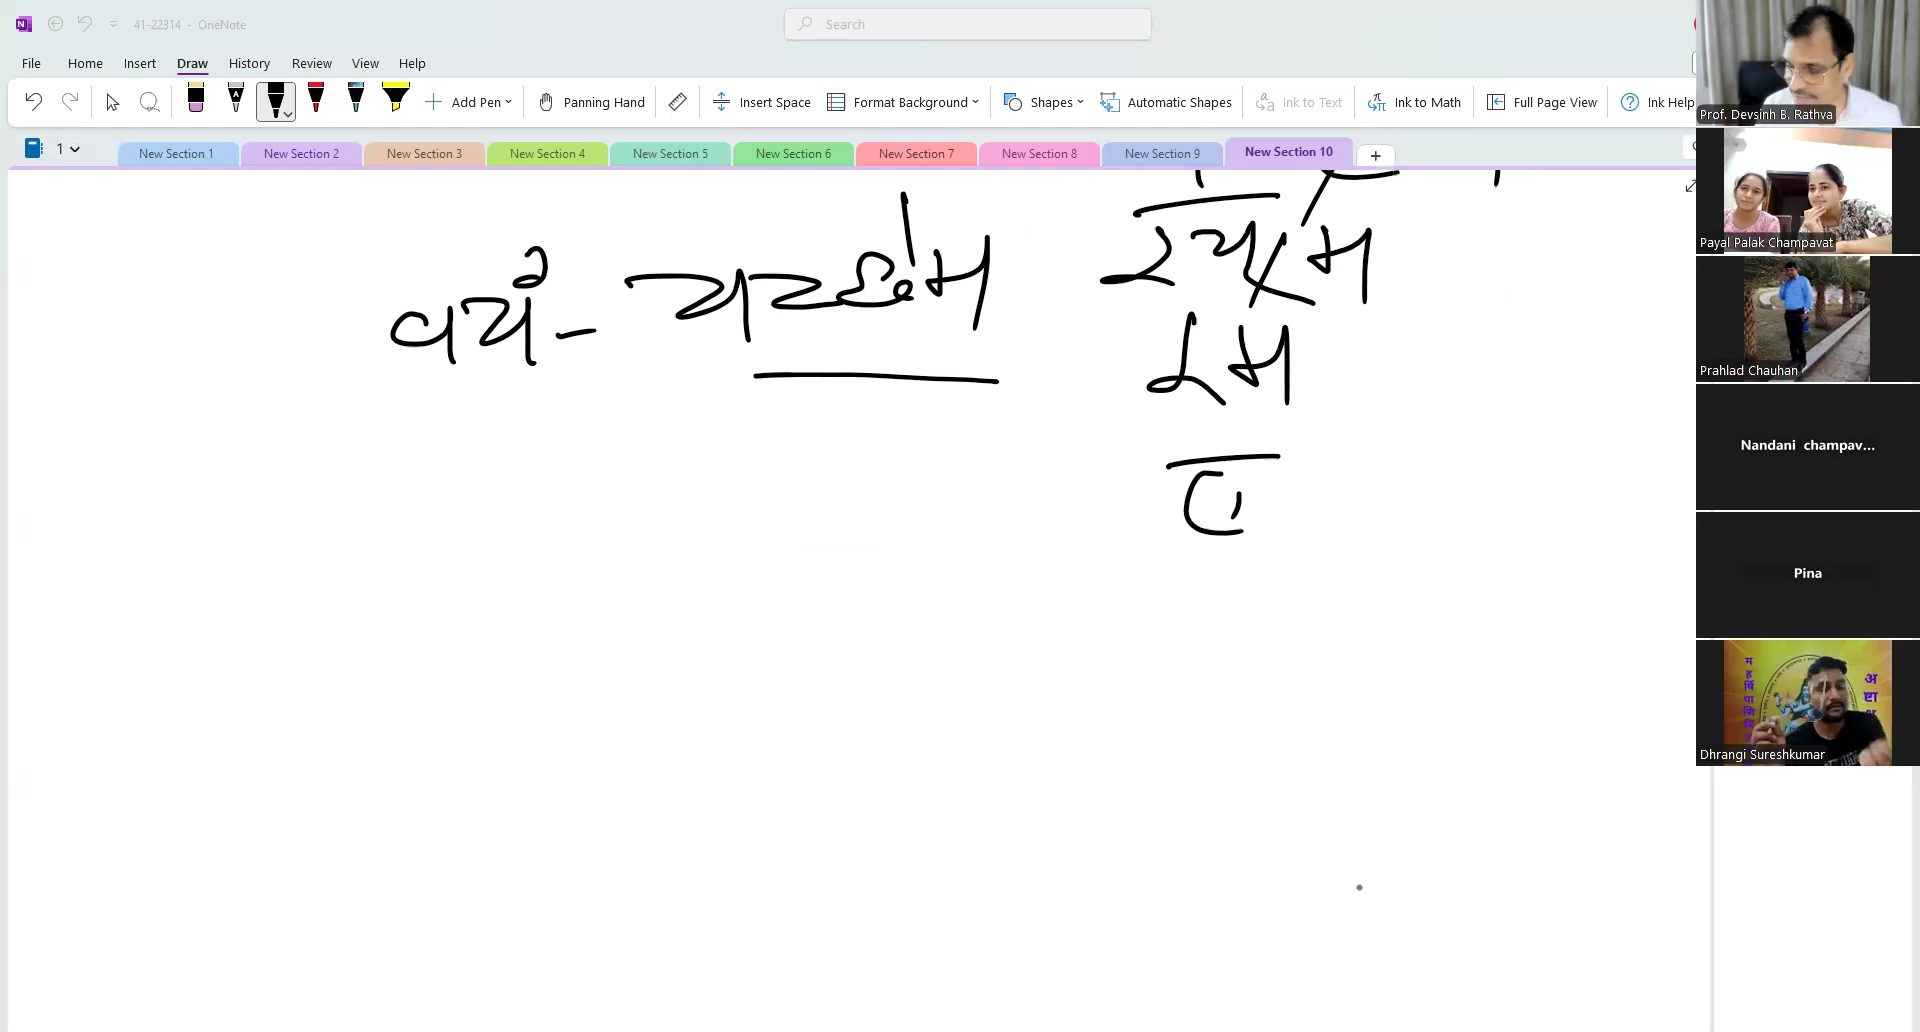 41-22314 - OneNote
Search
File Home Insert Draw History Review View Help
Add Pen Panning Hand Insert Space Format Background Shapes Automatic Shapes Ink to Text Ink to Math Full Page View Ink Help
1 New Section 1 New Section 2 New Section 3 New Section 4 New Section 5 New Section 6 New Section 7 New Section 8 New Section 9 New Section 10
Prof. Devsinh B. Rathva
Payal Palak Champavat
Prahlad Chauhan
Nandani champav...
Pina
Dhrangi Sureshkumar